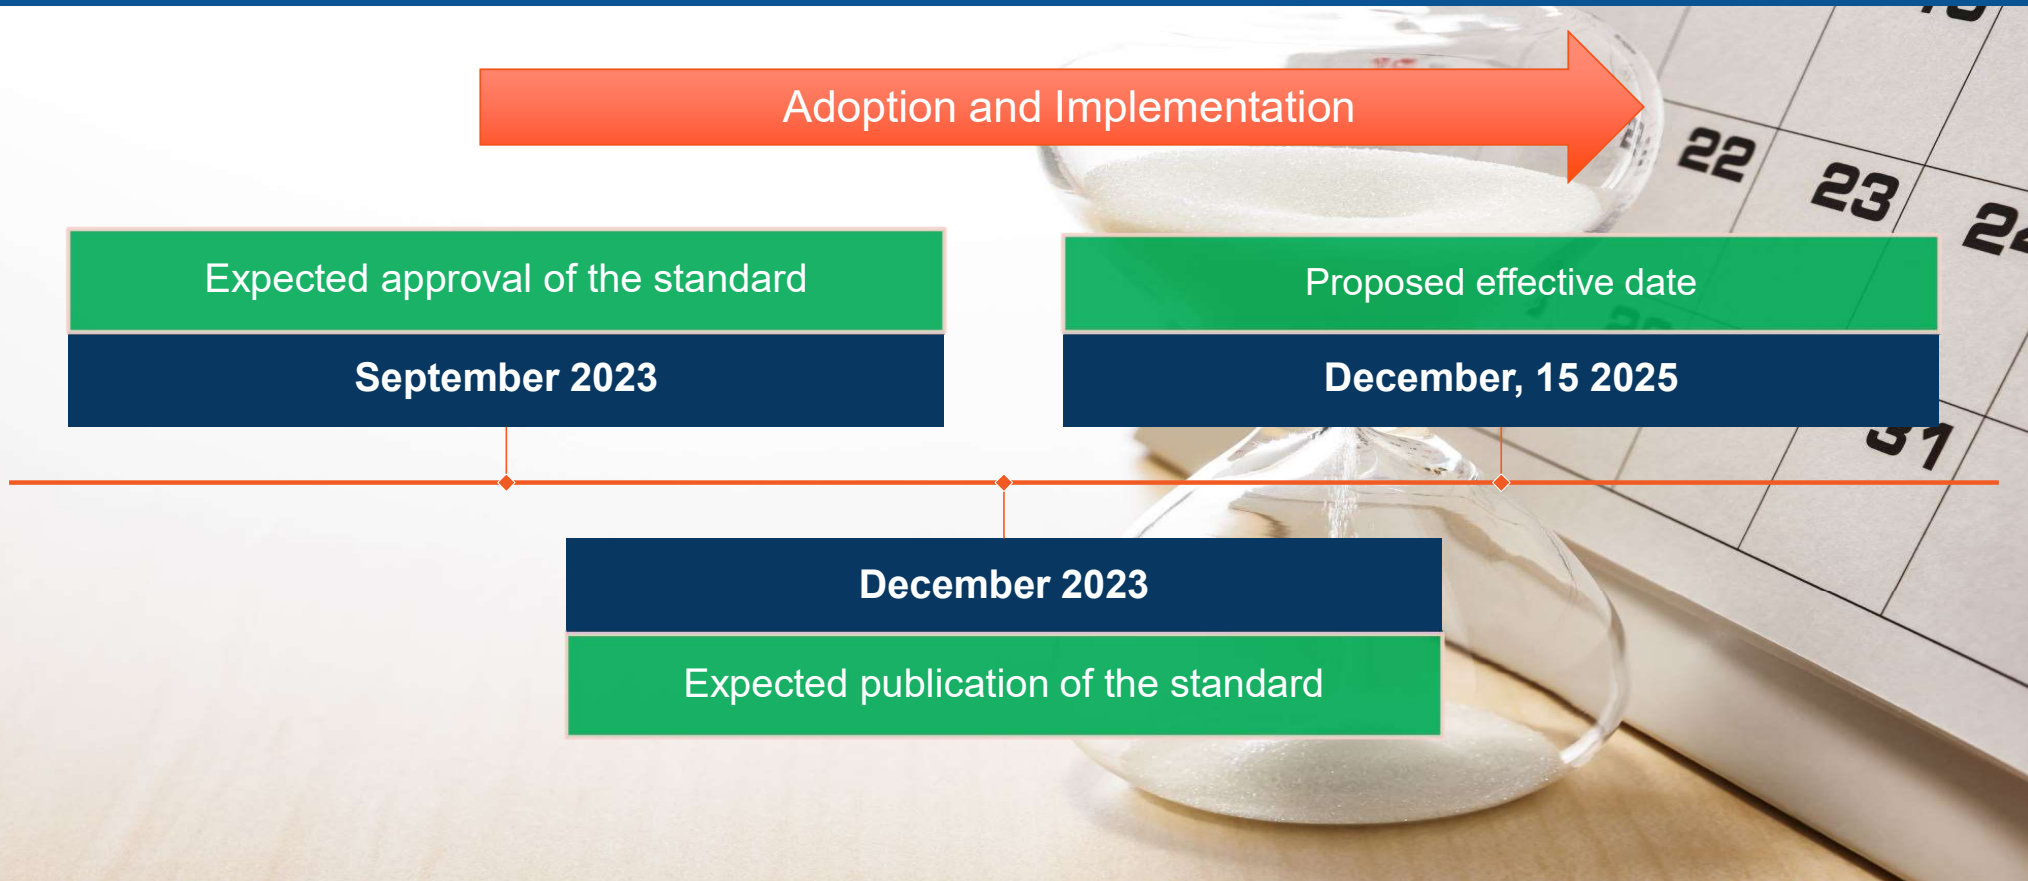 Adoption and Implementation
Expected approval of the standard
September 2023
Proposed effective date
December, 15 2025
December 2023
Expected publication of the standard
22
23
31